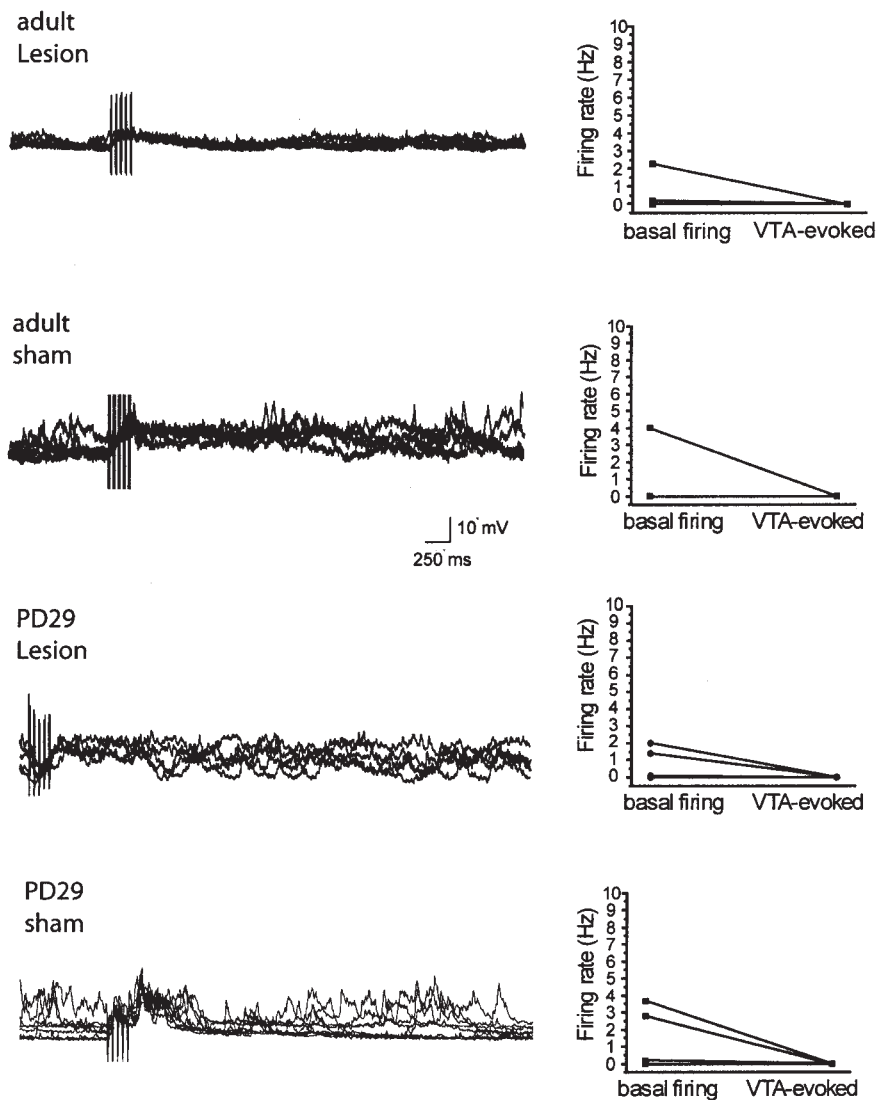 adult
Lesion
Firing rate (Hz)
10
9
8
7
6
5
4
3
2
1
0
basal firing VTA-evoked
adult
sham
10 mV
250 ms
Firing rate (Hz)
10
9
8
7
6
5
4
3
2
1
0
basal firing VTA-evoked
PD29
Lesion
Firing rate (Hz)
10
9
8
7
6
5
4
3
2
1
0
basal firing VTA-evoked
PD29
sham
Firing rate (Hz)
10
9
8
7
6
5
4
3
2
1
0
basal firing VTA-evoked